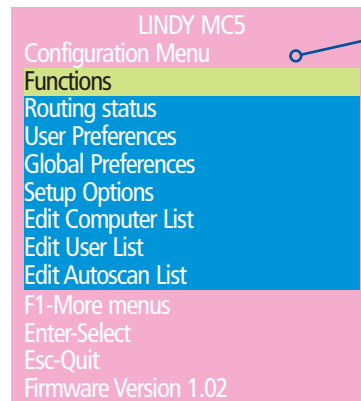 LINDY MC5
Configuration Menu
Functions
Routing status
User Preferences
Global Preferences
Setup Options
Edit Computer List
Edit User List
Edit Autoscan List
F1-More menus
Enter-Select
Esc-Quit
Firmware Version 1.02